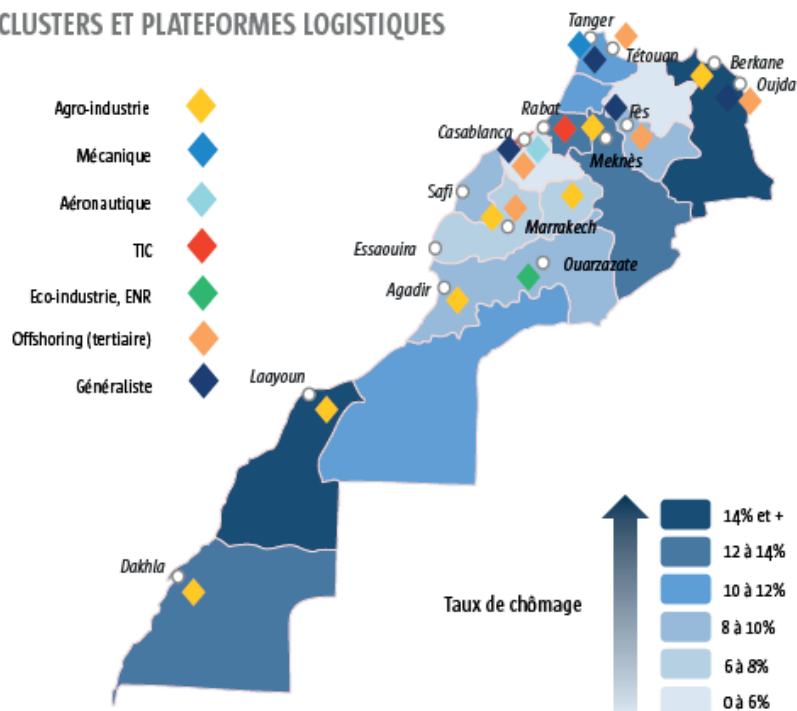 CLUSTERS ET PLATEFORMES LOGISTIQUES
Agro-industrie
Mécanique
Aéronautique
TIC
Eco-industrie, ENR
Offshoring (tertiaire)
Généraliste
Tanger
Tétouan
Berkane
Oujda
Rabat
Fès
Casablanca
Meknès
Safi
Marrakech
Essaouira
Ouarzazate
Agadir
Laayoun
Dakhla
Taux de chômage
14% et +
12 à 14%
10 à 12%
8 à 10%
6 à 8%
0 à 6%